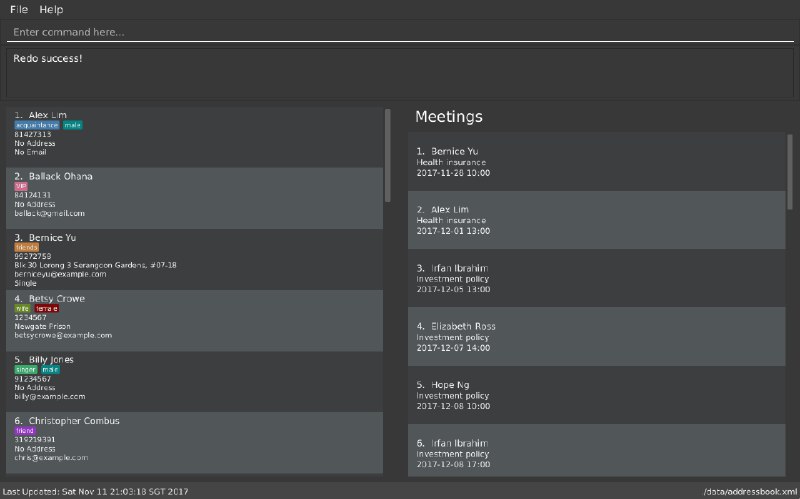 File Help
Enter command here...
Redo success!
1. Alex Lim
acquaintance male
81427313
No Address
No Email
2. Ballack Ohana
VIP
84124131
No Address
ballack@gmail.com
3. Bernice Yu
friends
99272758
Blk 30 Lorong 3 Serangoon Gardens, #07-18
berniceyu@example.com
Single
4. Betsy Crowe
wife female
1234567
Newgate Prison
betsycrowe@example.com
5. Billy Jones
singer male
91234567
No Address
billy@example.com
6. Christopher Combus
friend
319219391
No Address
chris@example.com
Meetings
1. Bernice Yu
Health insurance
2017-11-28 10:00
2. Alex Lim
Health insurance
2017-12-01 13:00
3. Irfan Ibrahim
Investment policy
2017-12-05 13:00
4. Elizabeth Ross
Investment policy
2017-12-07 14:00
5. Hope Ng
Investment policy
2017-12-08 10:00
6. Irfan Ibrahim
Investment policy
2017-12-08 17:00
Last Updated: Sat Nov 11 21:03:18 SGT 2017
/data/addressbook.xml